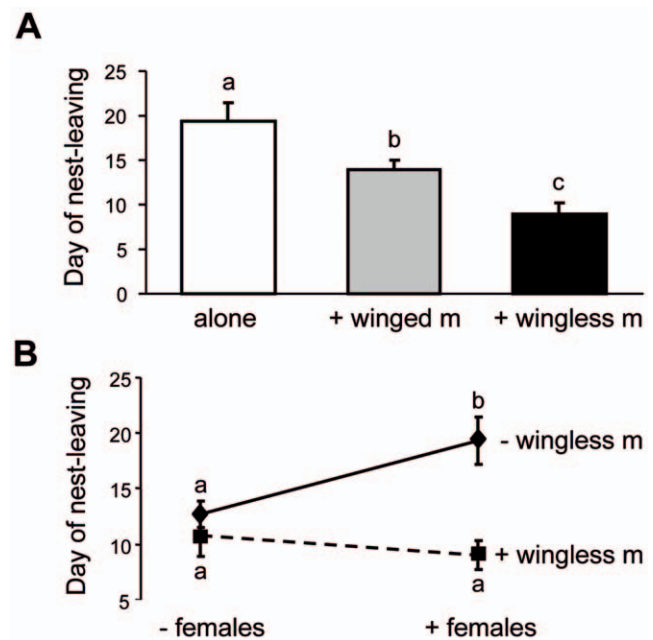 A
Day of nest-leaving
25
20
15
10
5
0
a
b
c
alone
+ winged m
+ wingless m
B
Day of nest-leaving
25
20
15
10
5
a
a
b
a
- wingless m
+ wingless m
- females
+ females